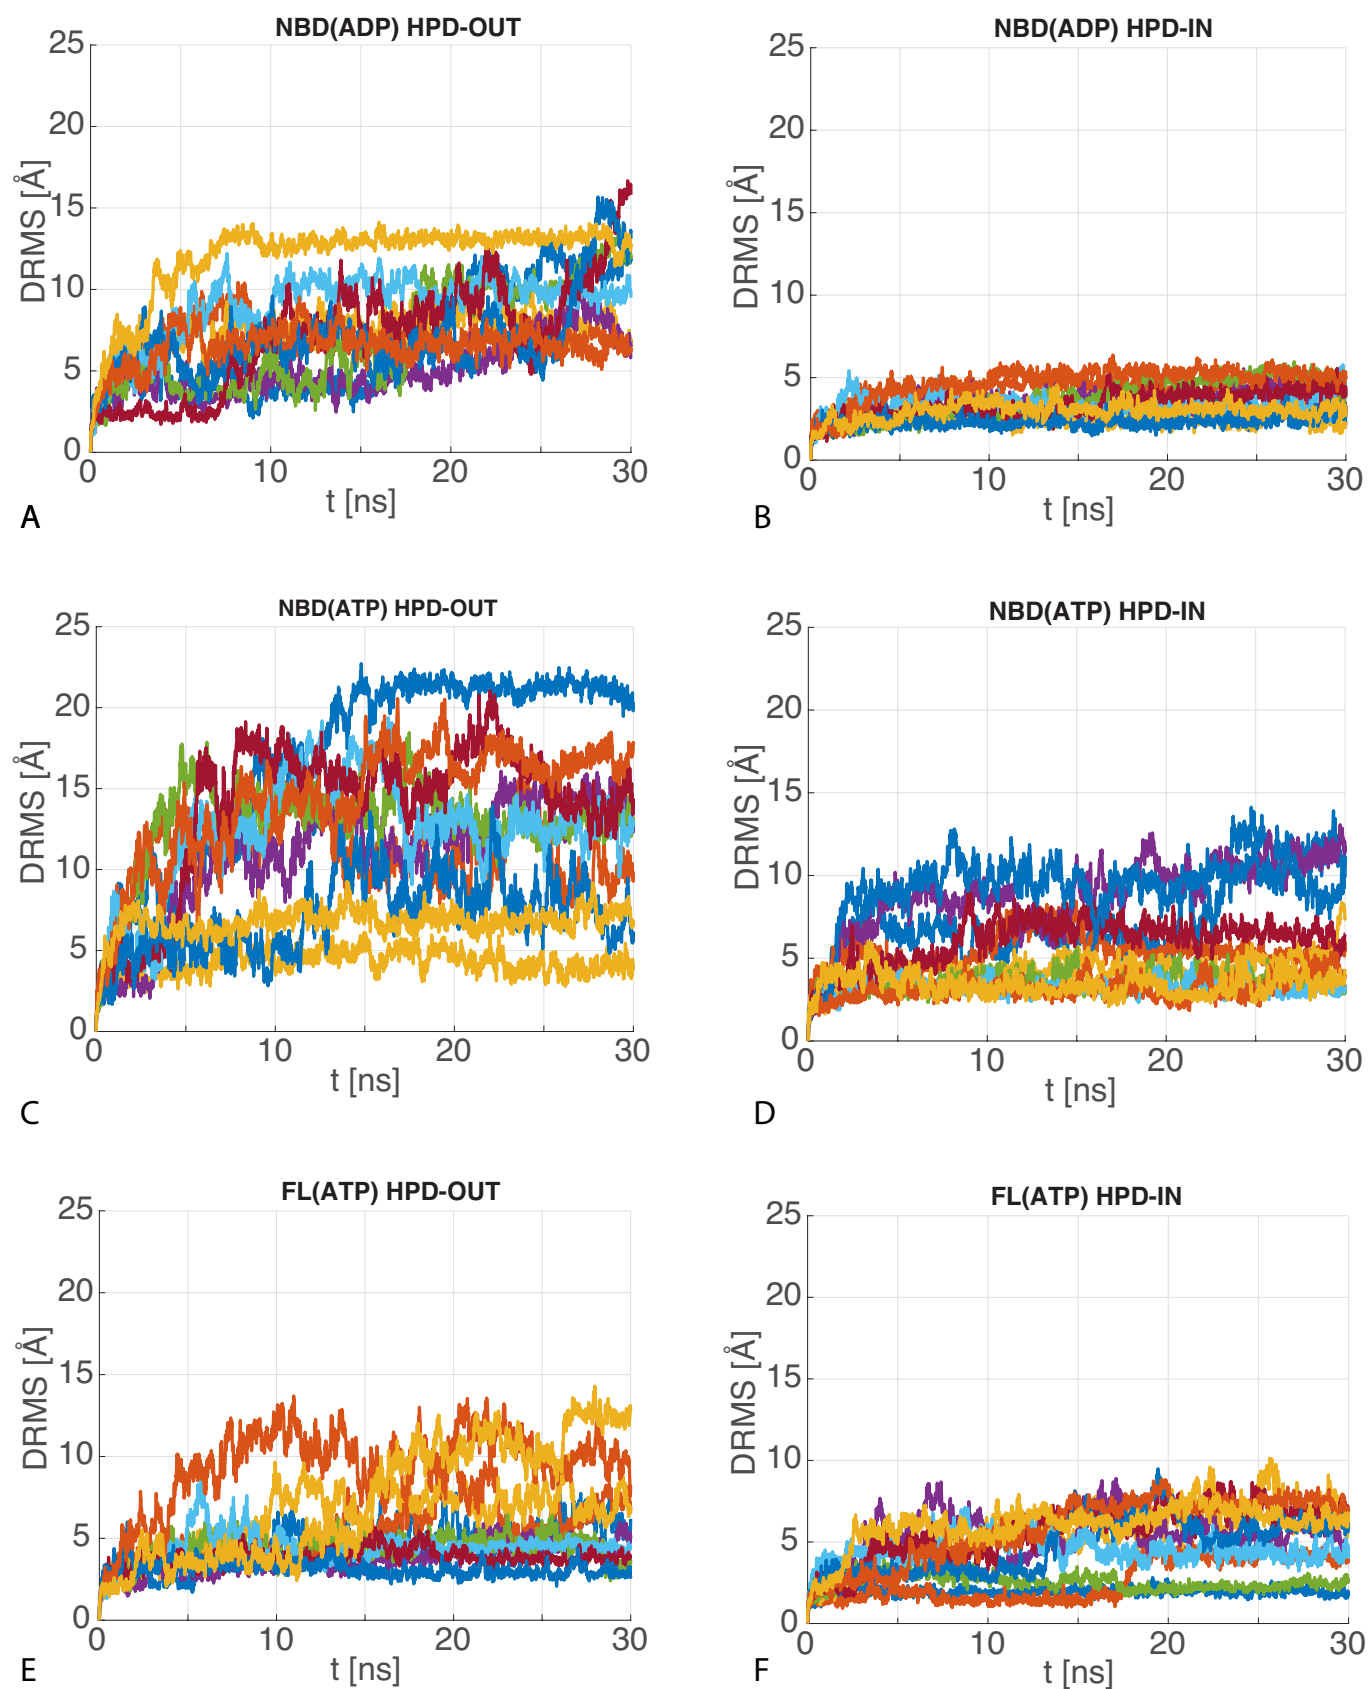 NBD(ADP) HPD-OUT
25
20
15
10
5
0
DRMS [Å]
0 10 20 30
t [ns]
A
NBD(ADP) HPD-IN
25
20
15
10
5
0
DRMS [Å]
0 10 20 30
t [ns]
B
NBD(ATP) HPD-OUT
25
20
15
10
5
0
DRMS [Å]
0 10 20 30
t [ns]
C
NBD(ATP) HPD-IN
25
20
15
10
5
0
DRMS [Å]
0 10 20 30
t [ns]
D
FL(ATP) HPD-OUT
25
20
15
10
5
0
DRMS [Å]
0 10 20 30
t [ns]
E
FL(ATP) HPD-IN
25
20
15
10
5
0
DRMS [Å]
0 10 20 30
t [ns]
F